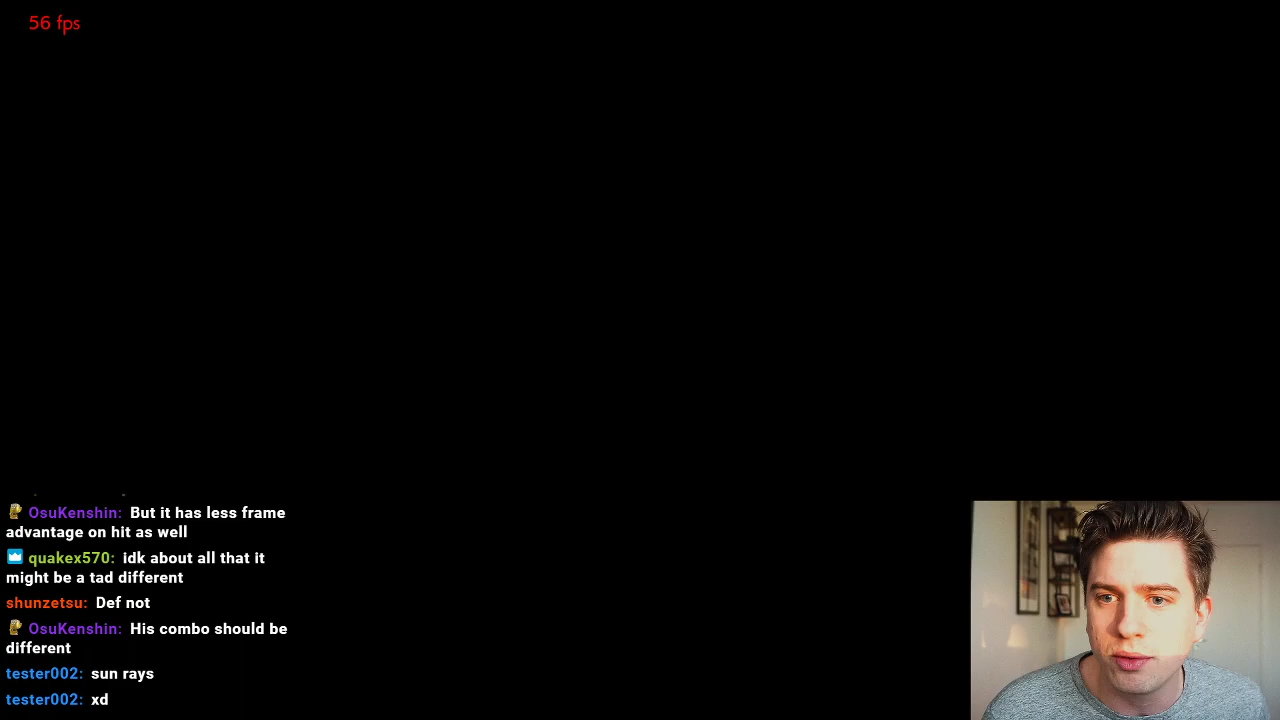 56 fps
OsuKenshin: But it has less frame
advantage on hit as well
quakex570: idk about all that it
might be a tad different
shunzetsu: Def not
OsuKenshin: His combo should be
different
tester002: sun rays
tester002: xd